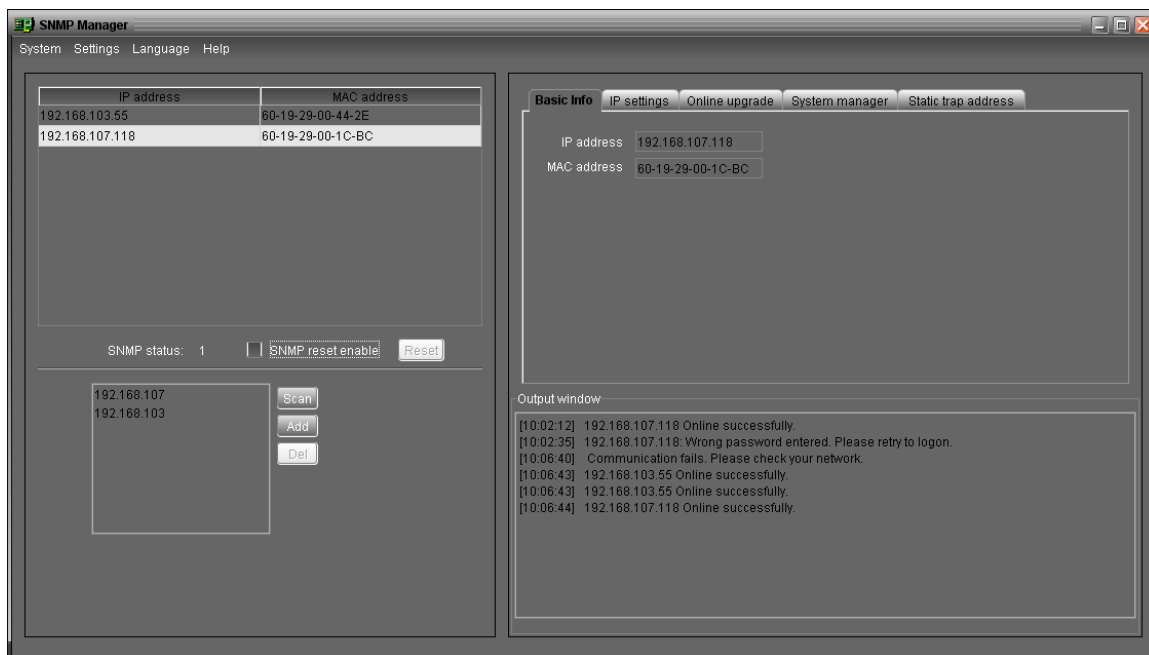 SNMP Manager
System Settings Language Help
IP address MAC address
192.168.103.55 60-19-29-00-44-2E
192.168.107.118 60-19-29-00-1C-BC
SNMP status: 1 SNMP reset enable Reset
192.168.107
192.168.103
Scan
Add
Del
Basic Info IP settings Online upgrade System manager Static trap address
IP address 192.168.107.118
MAC address 60-19-29-00-1C-BC
Output window
[10:02:12] 192.168.107.118 Online successfully.
[10:02:35] 192.168.107.118: Wrong password entered. Please retry to logon.
[10:06:40] Communication fails. Please check your network.
[10:06:43] 192.168.103.55 Online successfully.
[10:06:43] 192.168.103.55 Online successfully.
[10:06:44] 192.168.107.118 Online successfully.